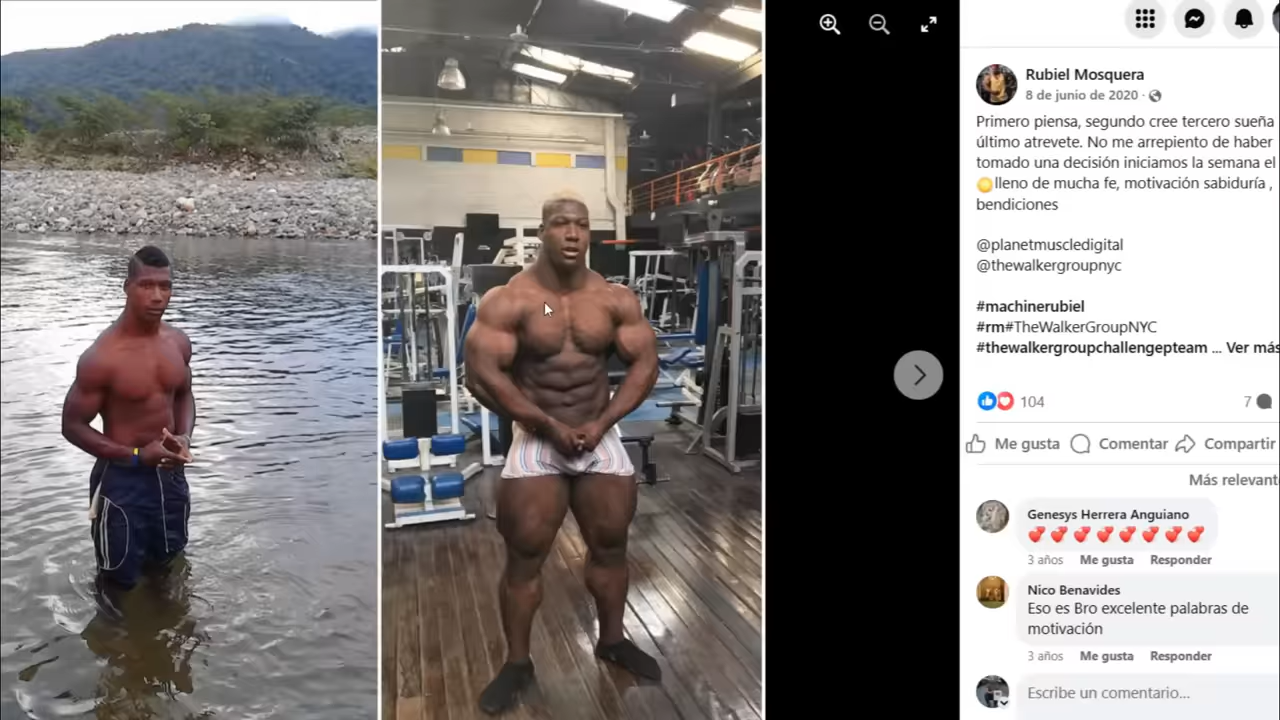 Rubiel Mosquera
8 de junio de 2020 ·
Primero piensa, segundo cree tercero sueña
último atrevete. No me arrepiento de haber
tomado una decisión iniciamos la semana el
lleno de mucha fe, motivación sabiduría ,
bendiciones
@planetmuscledigital
@thewalkergroupnyc
#machinerubiel
#rm#TheWalkerGroupNYC
#thewalkergroupchallengepteam ... Ver más
104
7
Me gusta Comentar Compartir
Más relevant
Genesys Herrera Anguiano
3 años Me gusta Responder
Nico Benavides
Eso es Bro excelente palabras de
motivación
3 años Me gusta Responder
Escribe un comentario...